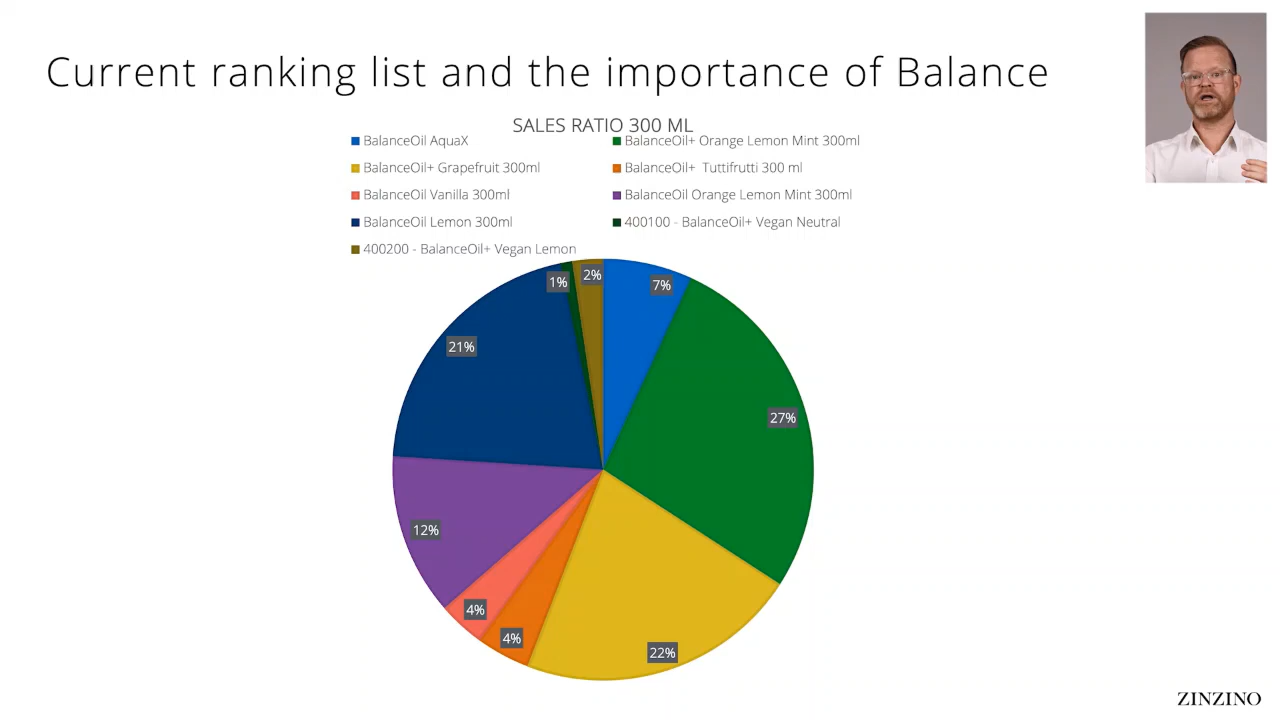 Current ranking list and the importance of Balance
SALES RATIO 300 ML
BalanceOil AquaX
BalanceOil+ Orange Lemon Mint 300ml
BalanceOil+ Grapefruit 300ml
BalanceOil+ Tuttifrutti 300 ml
BalanceOil Vanilla 300ml
BalanceOil Orange Lemon Mint 300ml
BalanceOil Lemon 300ml
400100 - BalanceOil+ Vegan Neutral
400200 - BalanceOil+ Vegan Lemon
1%
2%
7%
21%
27%
12%
4%
4%
22%
ZINZINO